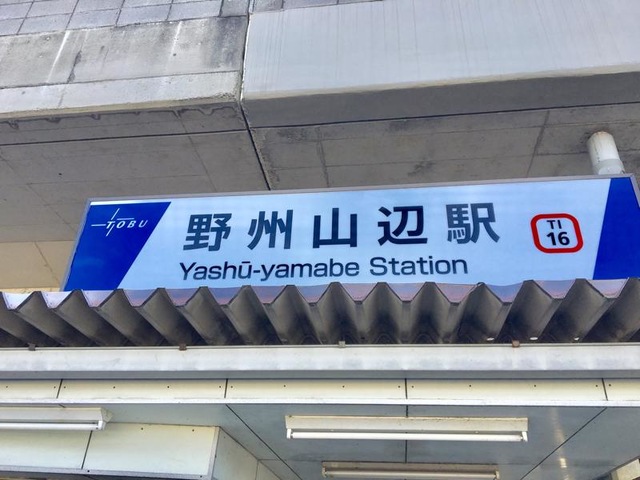 TOBU
野州山辺駅
Yashū-yamabe Station
TI
16